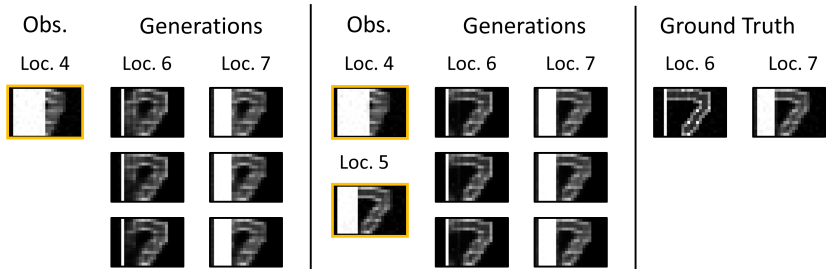 Obs. Generations Obs. Generations Ground Truth
Loc. 4 Loc. 6 Loc. 7 Loc. 4 Loc. 6 Loc. 7 Loc. 6 Loc. 7
Loc. 5